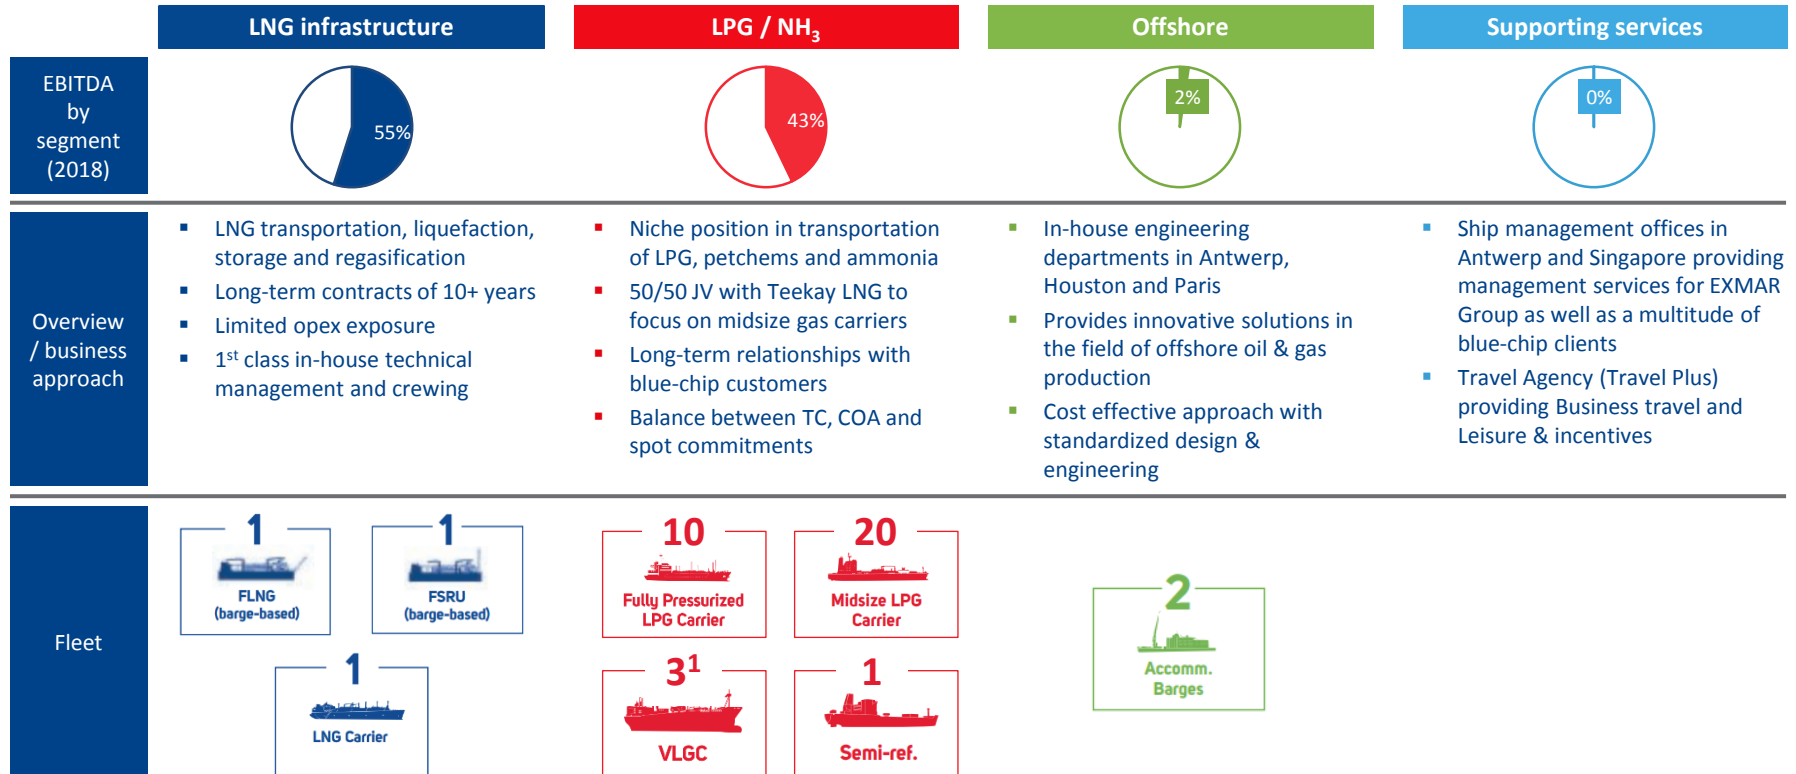 LNG infrastructure
LPG / NH3
Offshore
Supporting services
EBITDA
by
segment
(2018)
55%
43%
2%
0%
Overview
/ business
approach
▪ LNG transportation, liquefaction,
storage and regasification
▪ Long-term contracts of 10+ years
▪ Limited opex exposure
▪ 1st class in-house technical
management and crewing
▪ Niche position in transportation
of LPG, petchems and ammonia
▪ 50/50 JV with Teekay LNG to
focus on midsize gas carriers
▪ Long-term relationships with
blue-chip customers
▪ Balance between TC, COA and
spot commitments
▪ In-house engineering
departments in Antwerp,
Houston and Paris
▪ Provides innovative solutions in
the field of offshore oil & gas
production
▪ Cost effective approach with
standardized design &
engineering
▪ Ship management offices in
Antwerp and Singapore providing
management services for EXMAR
Group as well as a multitude of
blue-chip clients
▪ Travel Agency (Travel Plus)
providing Business travel and
Leisure & incentives
Fleet
1
FLNG
(barge-based)
1
FSRU
(barge-based)
1
LNG Carrier
10
Fully Pressurized
LPG Carrier
20
Midsize LPG
Carrier
3¹
VLGC
1
Semi-ref.
2
Accomm.
Barges